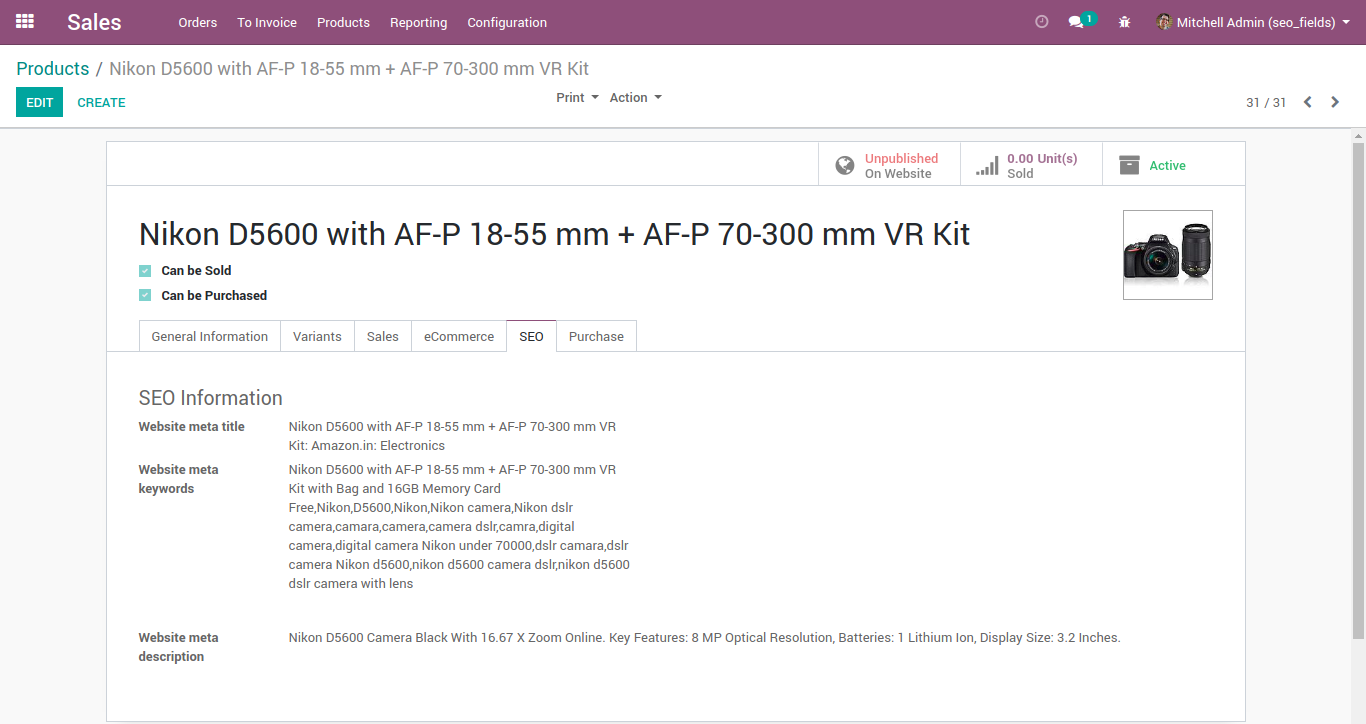 Sales
Orders
To Invoice
Products
Reporting
Configuration
1
Mitchell Admin (seo_fields)
Products / Nikon D5600 with AF-P 18-55 mm + AF-P 70-300 mm VR Kit
EDIT
CREATE
Print
Action
31 / 31
Unpublished
On Website
0.00 Unit(s)
Sold
Active
Nikon D5600 with AF-P 18-55 mm + AF-P 70-300 mm VR Kit
Can be Sold
Can be Purchased
General Information
Variants
Sales
eCommerce
SEO
Purchase
SEO Information
Website meta title
Nikon D5600 with AF-P 18-55 mm + AF-P 70-300 mm VR
Kit: Amazon.in: Electronics
Website meta
keywords
Nikon D5600 with AF-P 18-55 mm + AF-P 70-300 mm VR
Kit with Bag and 16GB Memory Card
Free,Nikon,D5600,Nikon,Nikon camera,Nikon dslr
camera,camara,camera,camera dslr,camra,digital
camera,digital camera Nikon under 70000,dslr camara,dslr
camera Nikon d5600,nikon d5600 camera dslr,nikon d5600
dslr camera with lens
Website meta
description
Nikon D5600 Camera Black With 16.67 X Zoom Online. Key Features: 8 MP Optical Resolution, Batteries: 1 Lithium Ion, Display Size: 3.2 Inches.